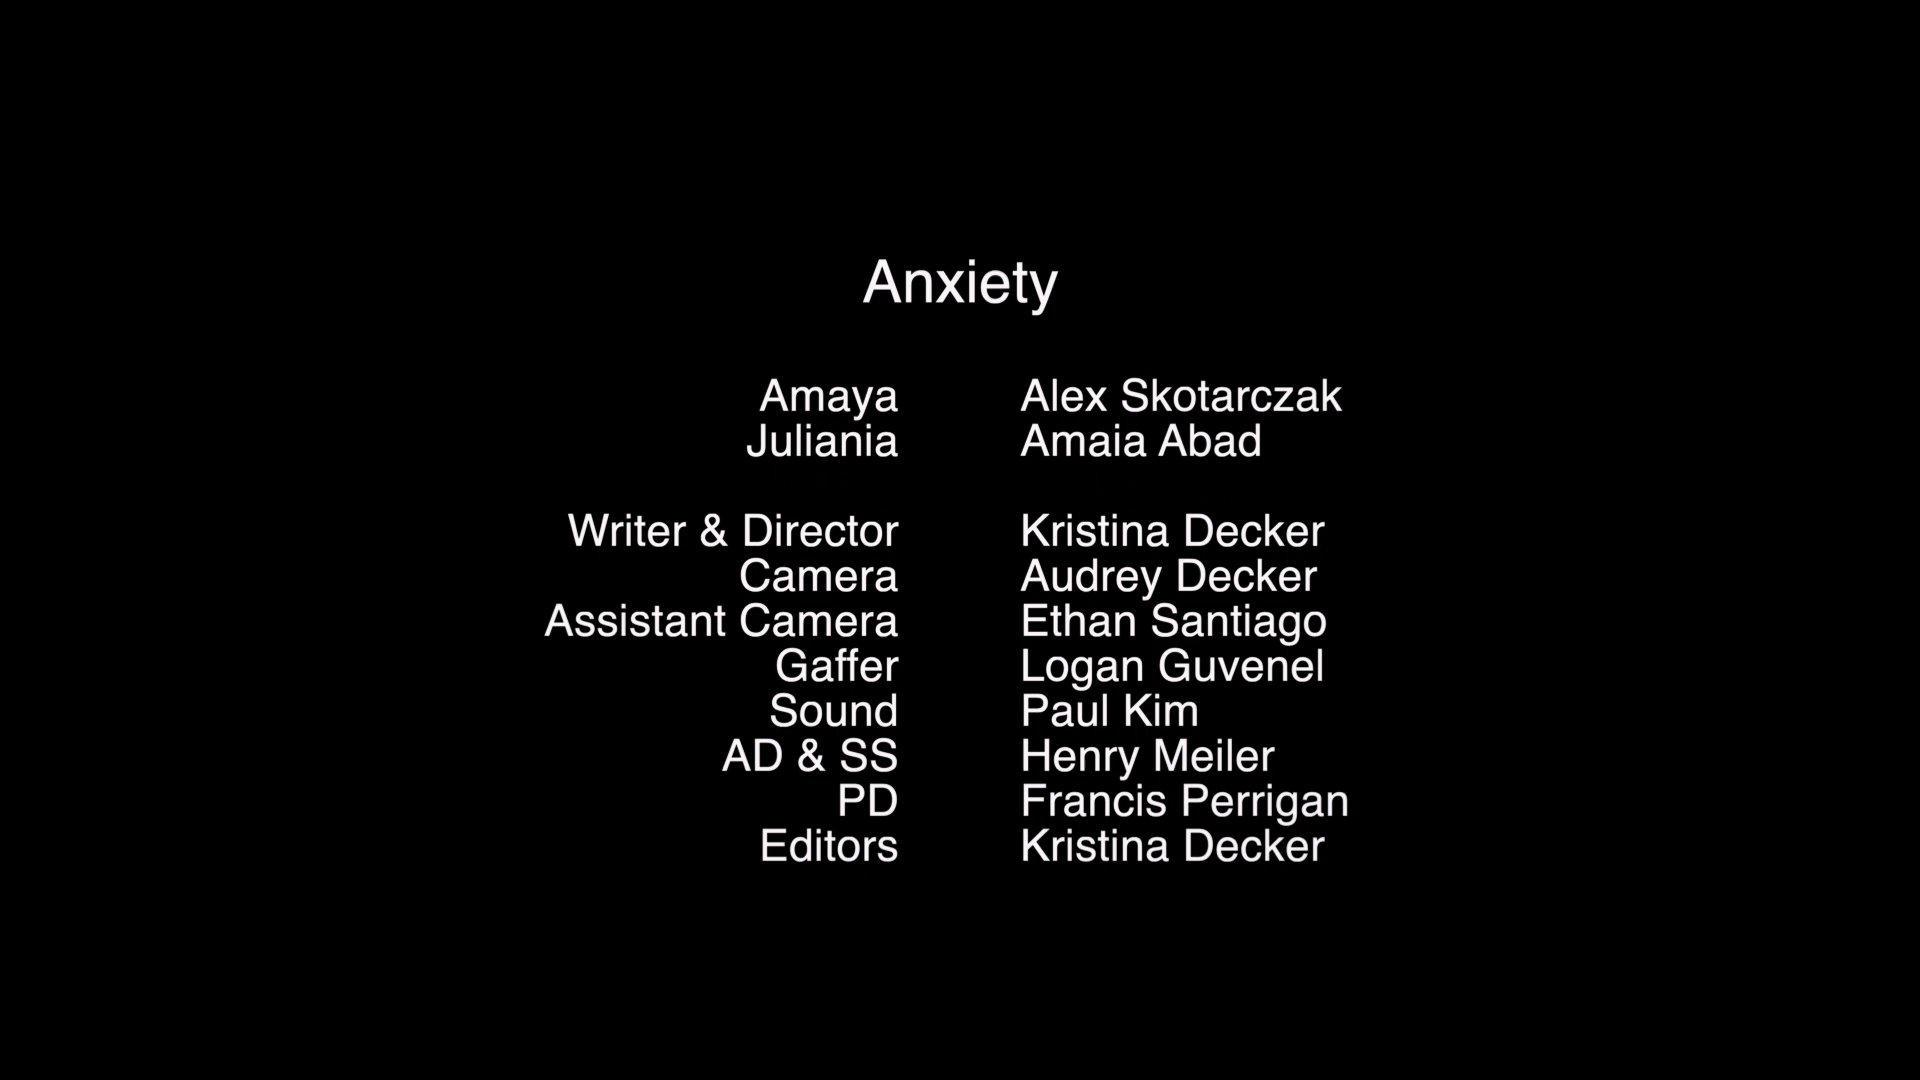 Anxiety
Amaya Alex Skotarczak
Juliania Amaia Abad
Writer & Director Kristina Decker
Camera Audrey Decker
Assistant Camera Ethan Santiago
Gaffer Logan Guvenel
Sound Paul Kim
AD & SS Henry Meiler
PD Francis Perrigan
Editors Kristina Decker